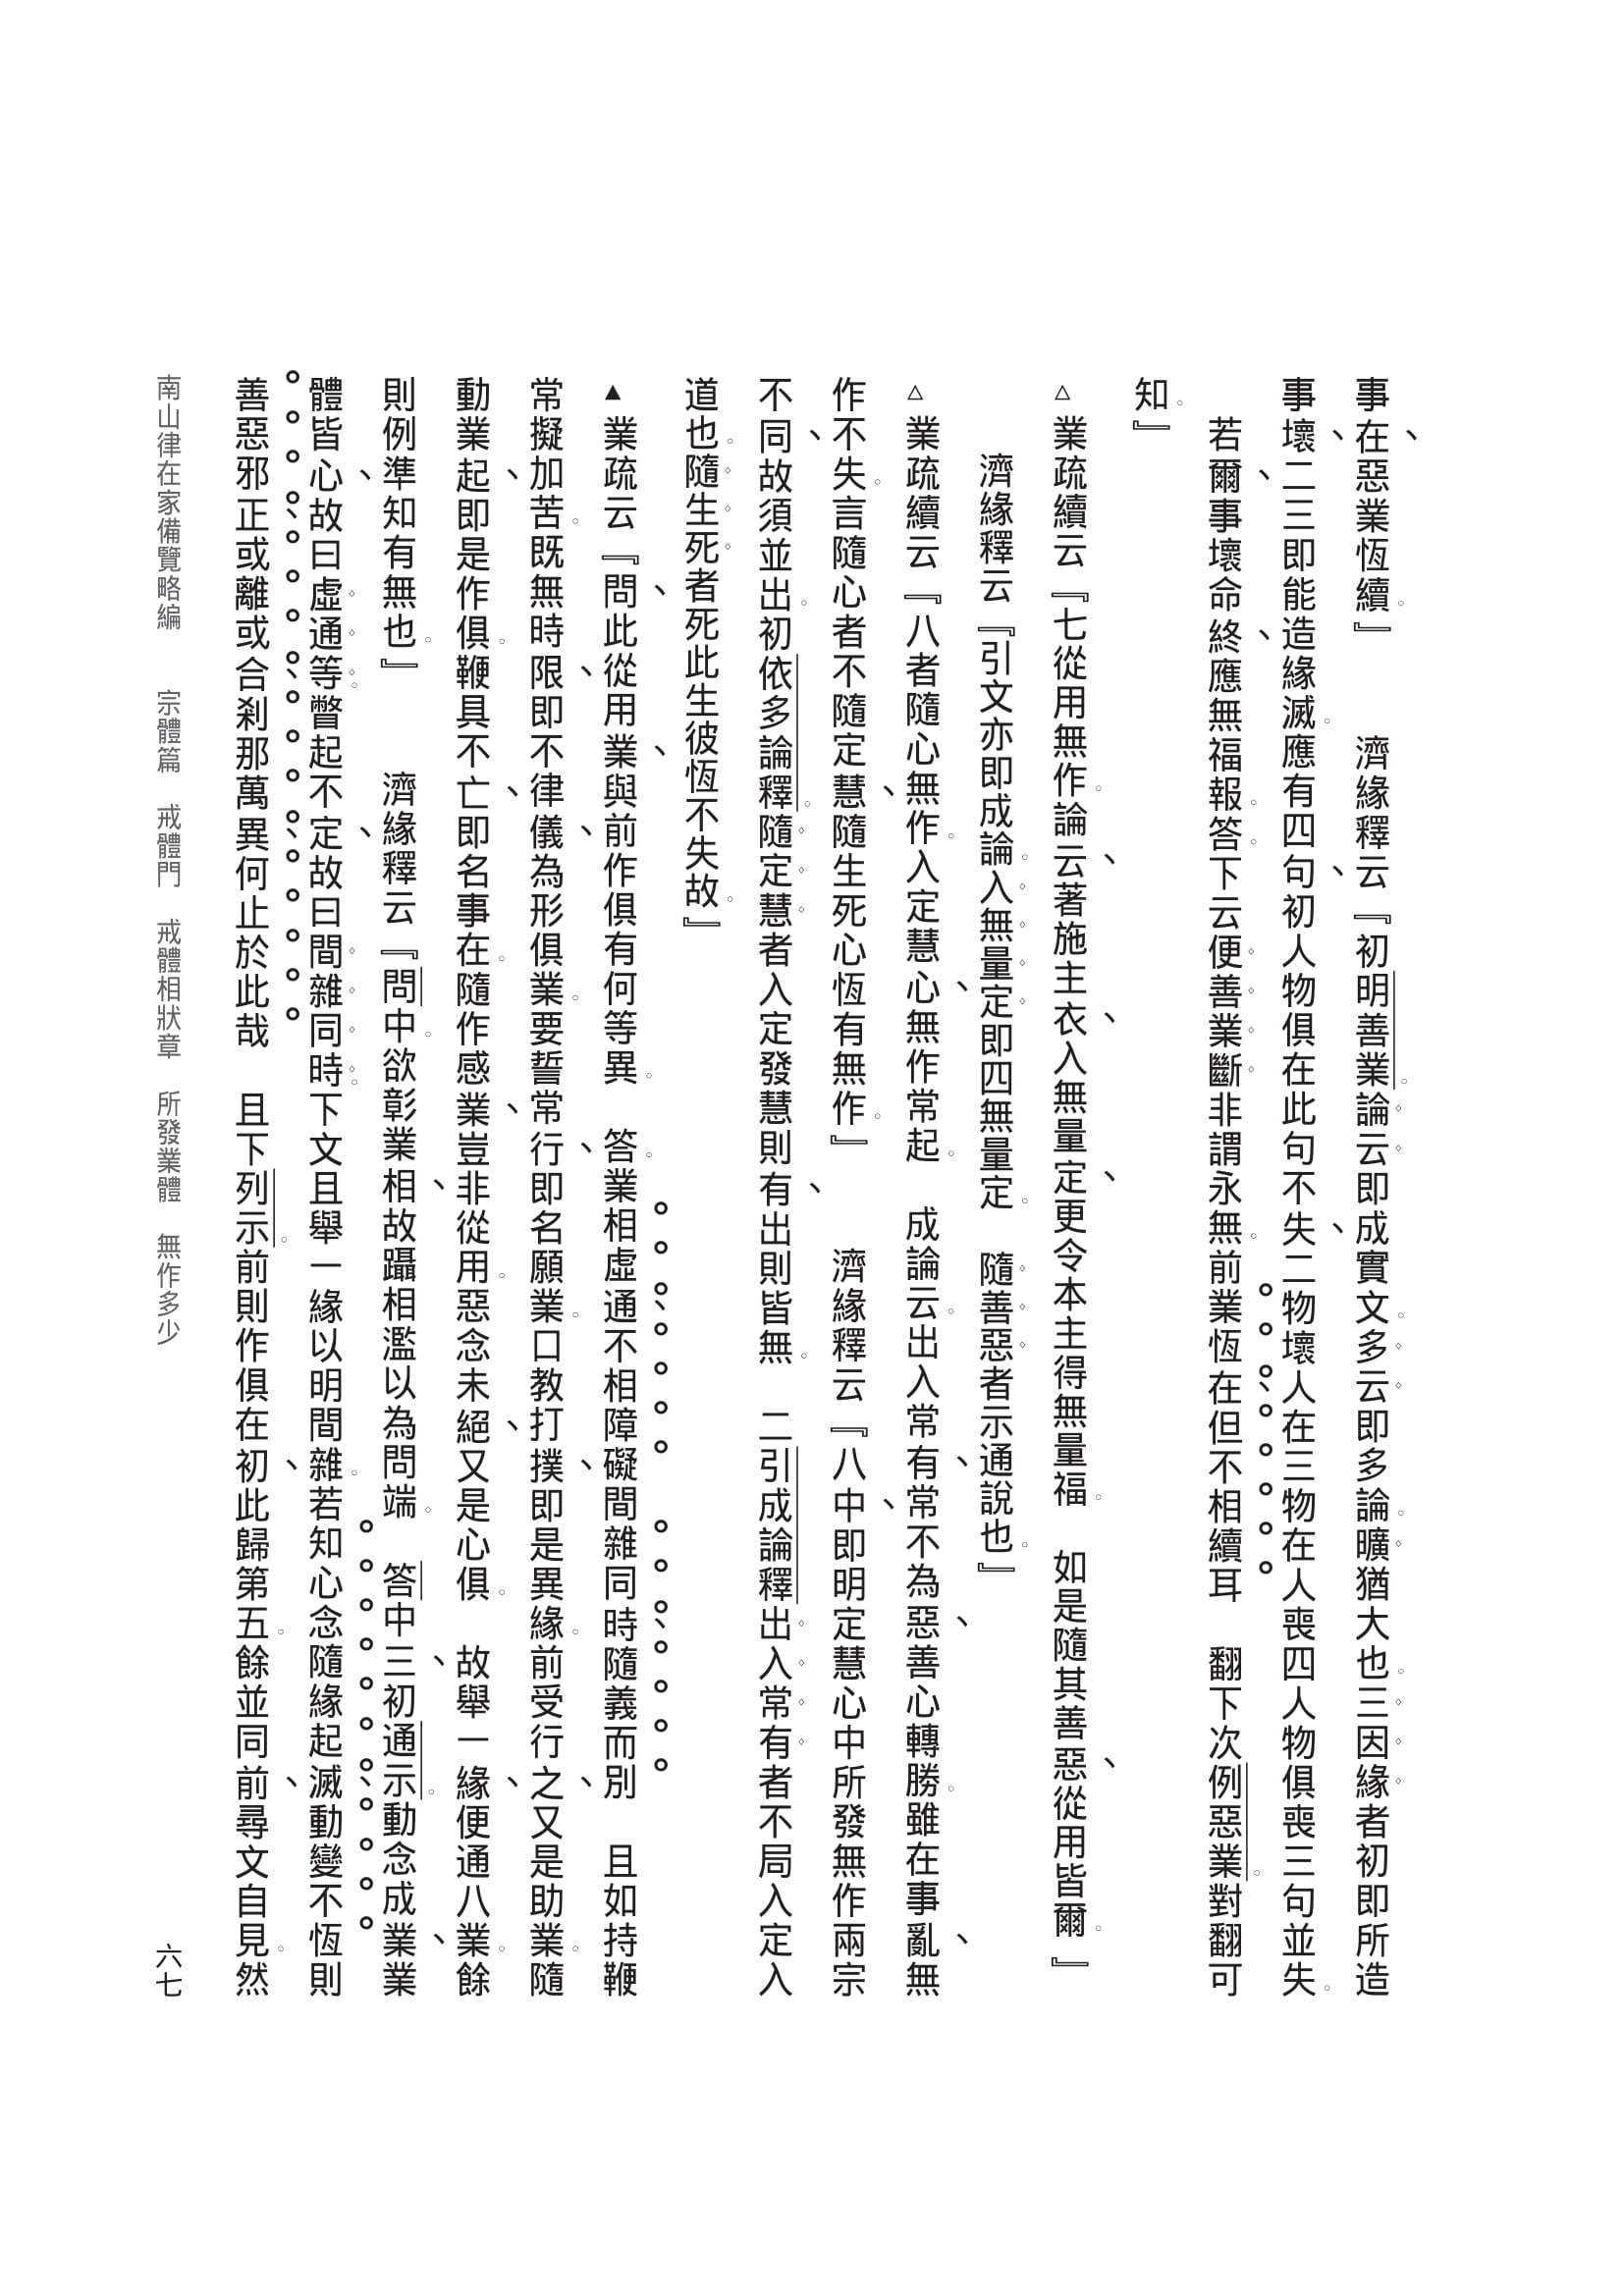 事在、惡業恆續。』　　濟緣釋云『初明善業。論云即成實文。多云即多論。曠猶大也。三因緣者初即所造
事壞、二三即能造緣滅。應有四句、初人物俱在此句不失、二物壞人在三物在人喪四人物俱喪三句並失。
若爾、事壞命終、應無福報。答。下云便善業斷非謂永無。前業恆在但不相續耳　翻下次例惡業。對翻可
知。』
△業疏續云『七從用無作。論云、著施主衣、入無量定、更令本主得無量福。　如是隨其善惡、從用皆爾。』
濟緣釋云『引文亦即成論。入無量定即四無量定。　隨善惡者示通說也。』
△業疏續云『八者隨心無作。入定慧心、無作常起。　成論云。出入常有、常不為惡、善心轉勝。雖在事亂、無
作不失。言隨心者不隨定慧、隨生死心恆有無作。』　　濟緣釋云『八中、即明定慧心中所發無作兩宗
不同、故須並出。初依多論釋。隨定慧者入定發慧則有、出則皆無。　二引成論釋出入常有者不局入定入
道也。隨生死者死此生彼恆不失故。』
▲業疏云『問、此從用業、與前作俱有何等異。　答。業相虛通不相障礙間雜同時隨義而別　且如持鞭
常擬加苦。既無時限、即不律儀、為形俱業。要誓常行、即名願業。口教打撲、即是異緣。前受行之、又是助業。隨
動業起、即是作俱。鞭具不亡、即名事在。隨作感業、豈非從用。惡念未絕、又是心俱。　故舉一緣、便通八業。餘
則例準知有無也。』　　濟緣釋云『問中。欲彰業相、故躡相濫以為問端。　答中三、初通示。動念成業、業
體皆心、故曰虛通等。瞥起不定、故曰間雜同時。下文且舉一緣以明間雜。若知心念隨緣起滅動變不恆則
善惡邪正或離或合剎那萬異何止於此哉　且下列示。前則作俱在初、此歸第五。餘並同前、尋文自見。然
南山律在家備覽略編　　宗體篇　戒體門　戒體相狀章　所發業體　無作多少
六七